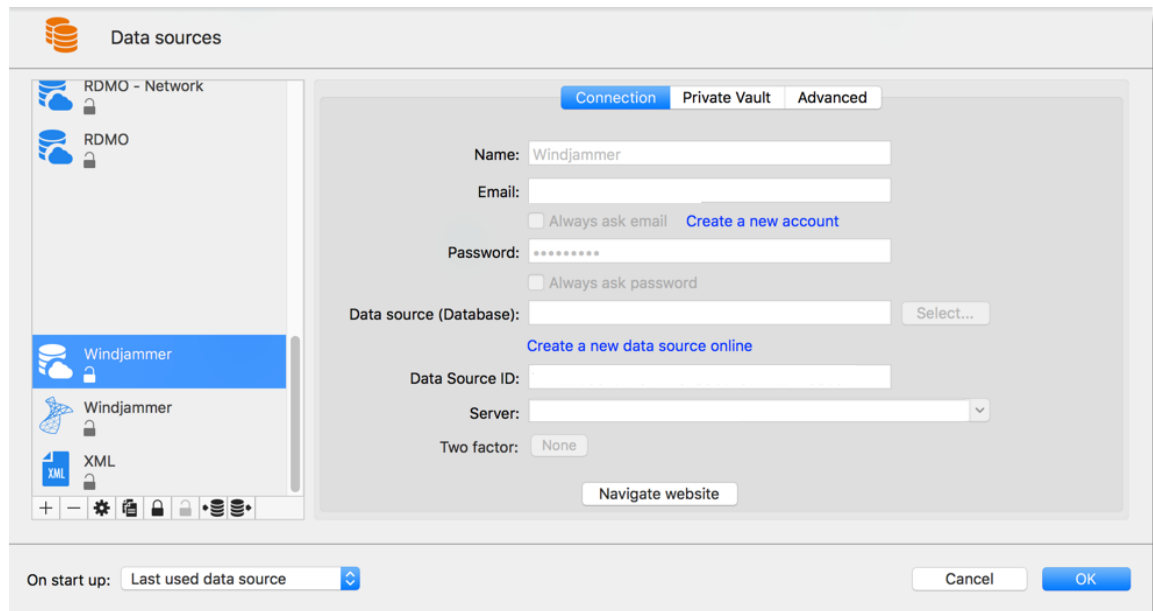 Data sources
RDMO - Network
RDMO
Windjammer
Windjammer
XML
XML
Connection Private Vault Advanced
Name: Windjammer
Email:
Always ask email Create a new account
Password: •••••••••
Always ask password
Data source (Database): Select...
Create a new data source online
Data Source ID:
Server:
Two factor: None
Navigate website
On start up: Last used data source
Cancel OK